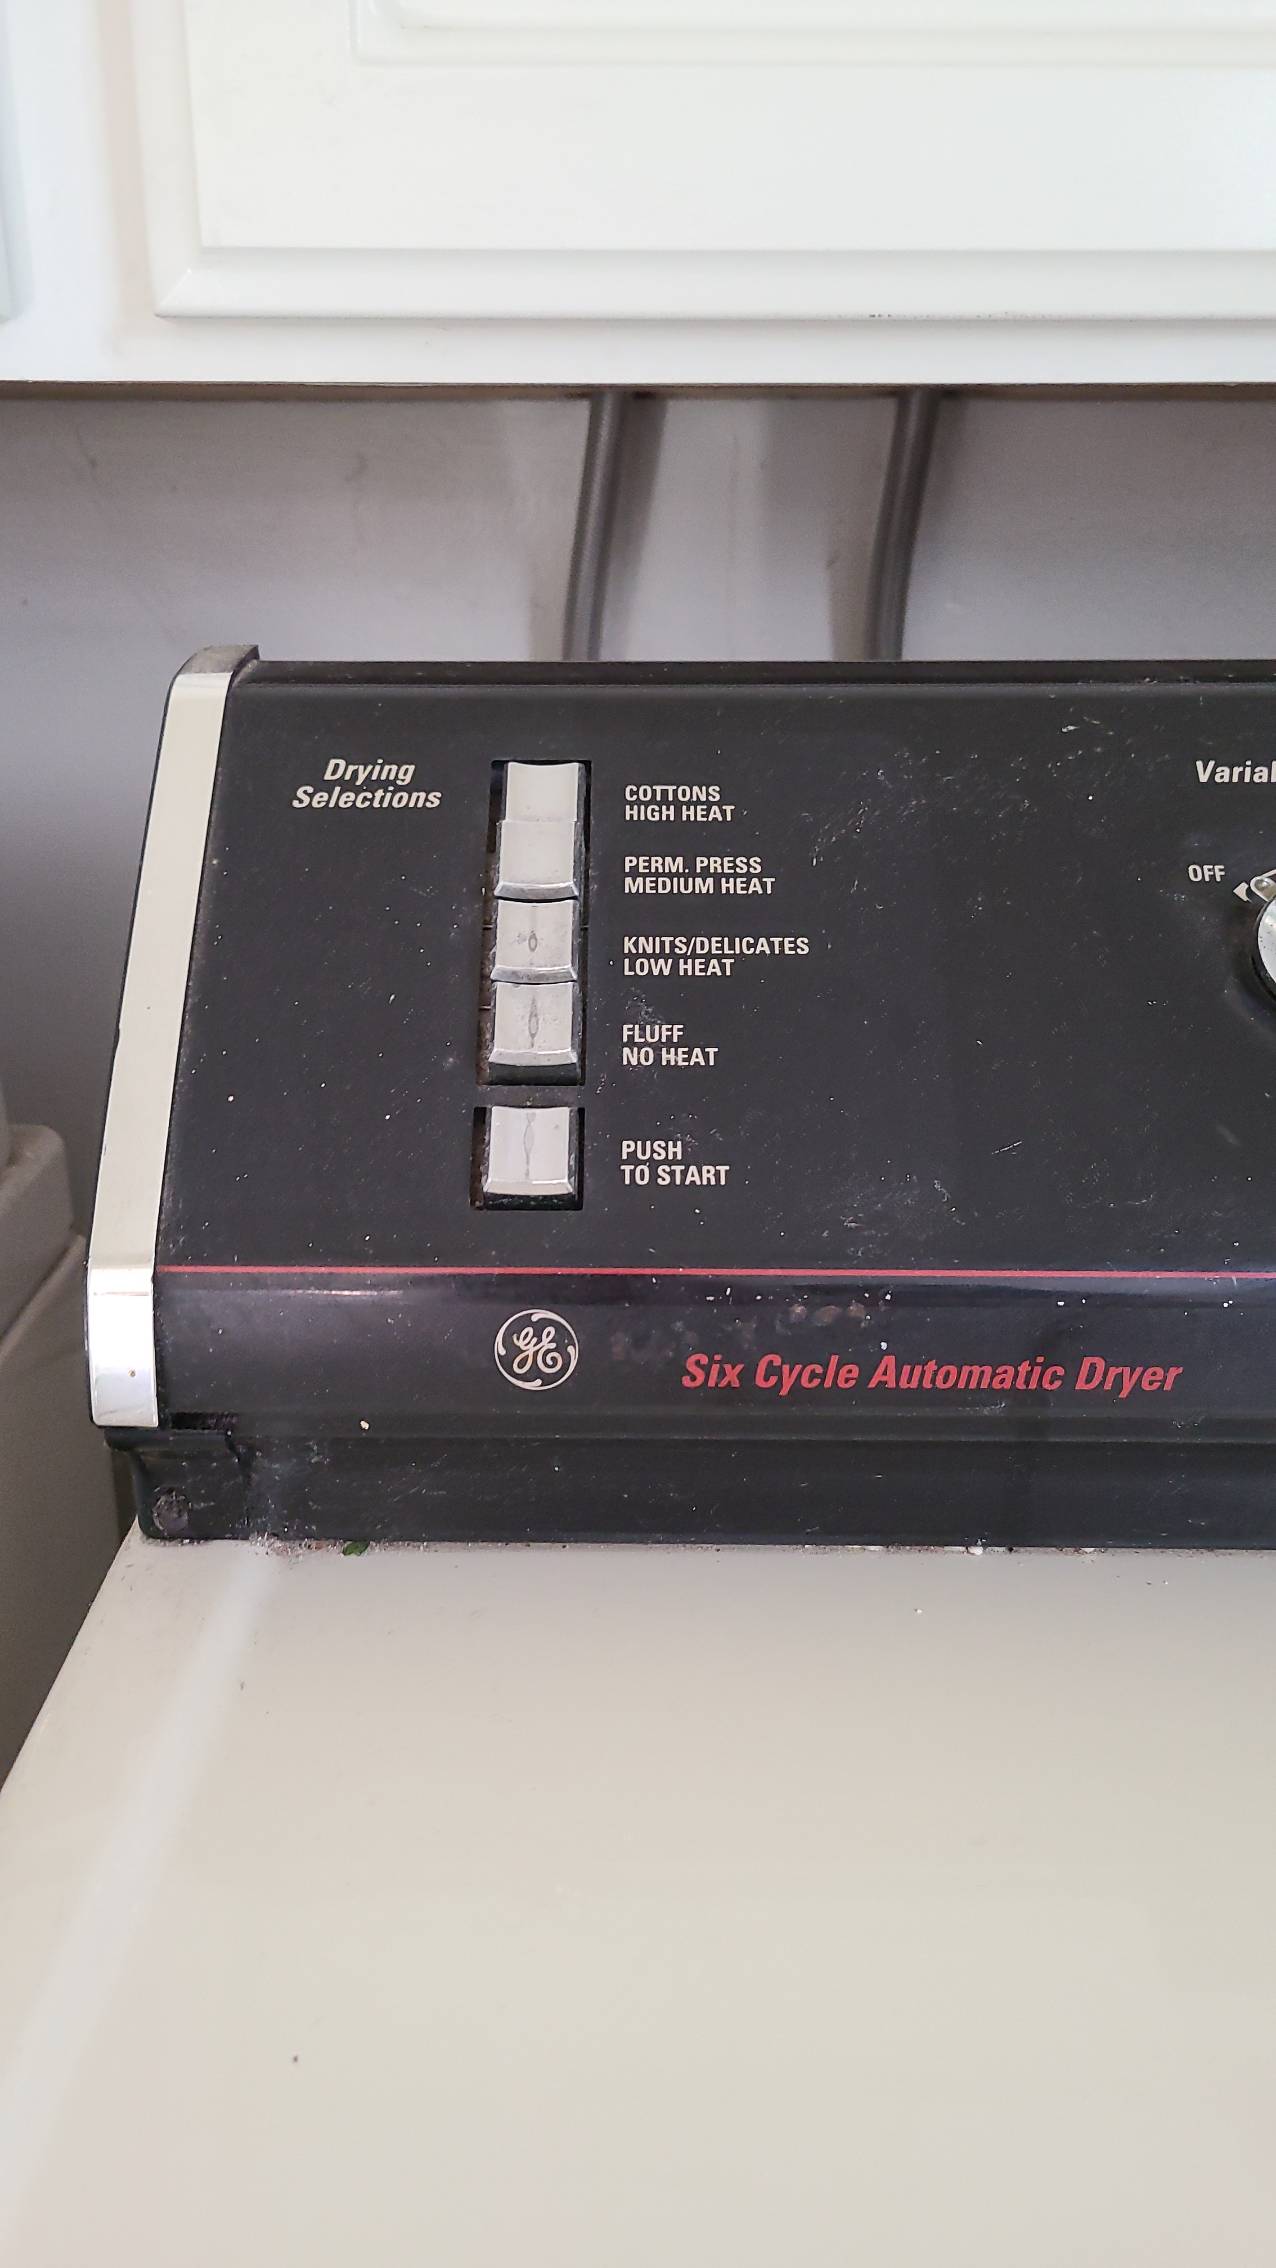 Drying
Selections
COTTONS
HIGH HEAT
PERM. PRESS
MEDIUM HEAT
KNITS/DELICATES
LOW HEAT
FLUFF
NO HEAT
PUSH
TO START
OFF
GE
Six Cycle Automatic Dryer